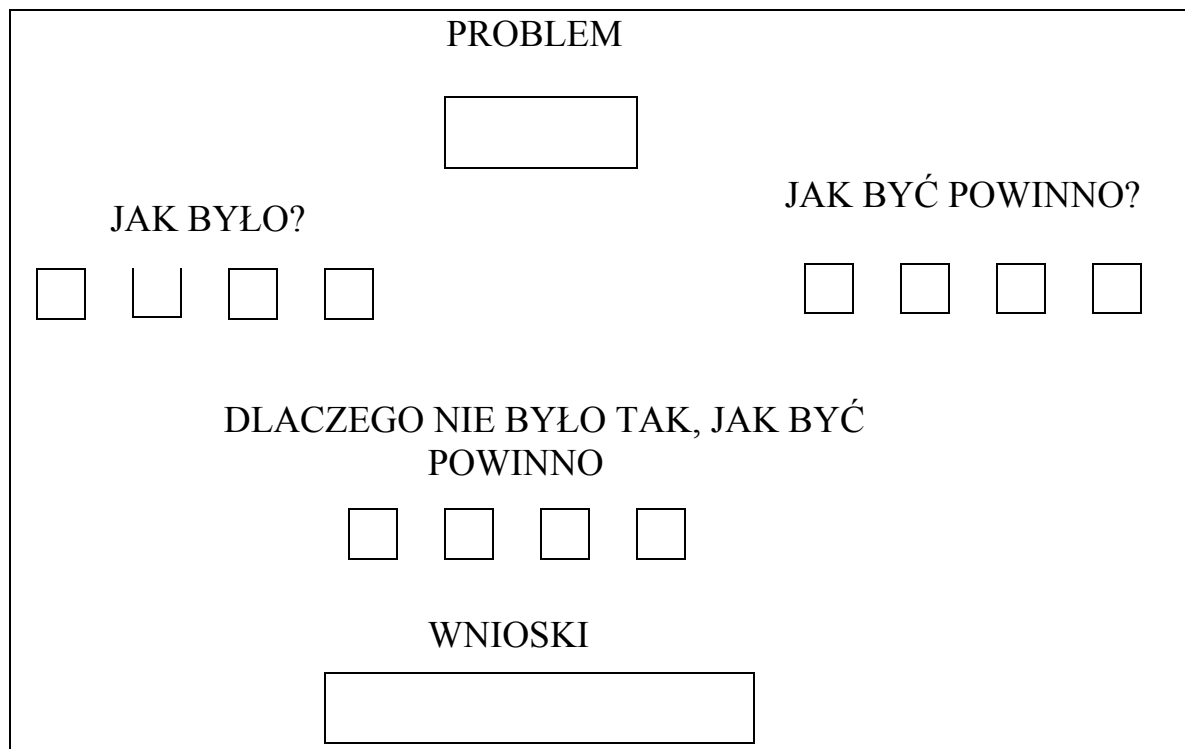 PROBLEM
JAK BYŁO?
JAK BYĆ POWINNO?
DLACZEGO NIE BYŁO TAK, JAK BYĆ
POWINNO
WNIOSKI